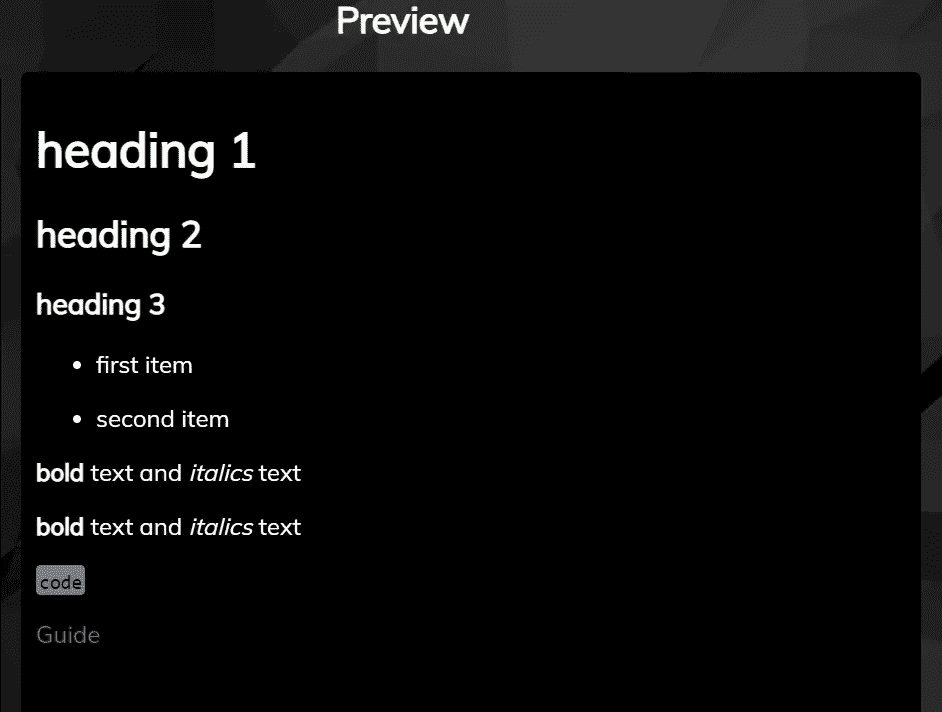 Preview
heading 1
heading 2
heading 3
first item
second item
bold text and italics text
bold text and italics text
code
Guide